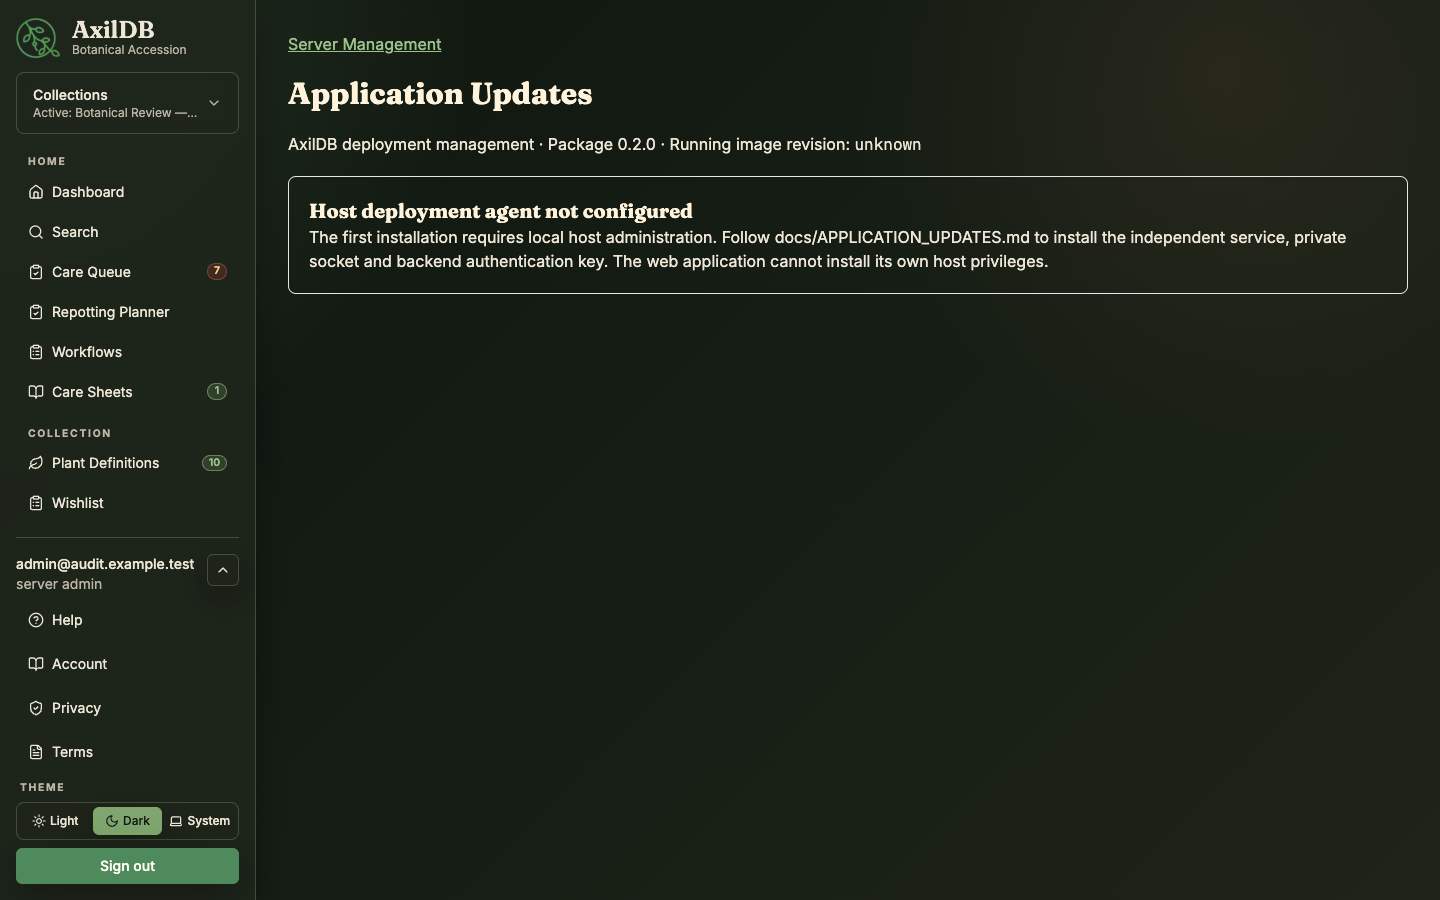 AxilDB
Botanical Accession
Collections
Active: Botanical Review —...
HOME
Dashboard
Search
Care Queue 7
Repotting Planner
Workflows
Care Sheets 1
COLLECTION
Plant Definitions 10
Wishlist
admin@audit.example.test
server admin
Help
Account
Privacy
Terms
THEME
Light Dark System
Sign out
Server Management
Application Updates
AxilDB deployment management · Package 0.2.0 · Running image revision: unknown
Host deployment agent not configured
The first installation requires local host administration. Follow docs/APPLICATION_UPDATES.md to install the independent service, private
socket and backend authentication key. The web application cannot install its own host privileges.